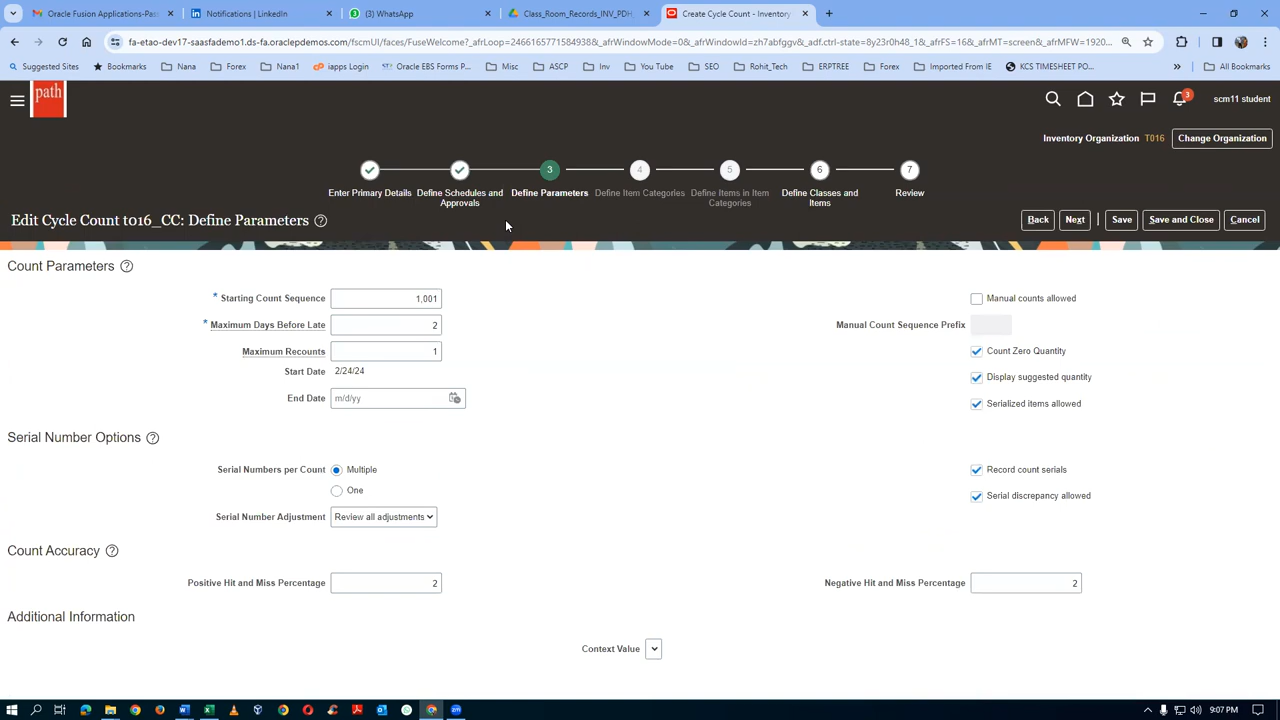 Oracle Fusion Applications-Pass
Notifications | LinkedIn
(3) WhatsApp
Class_Room_Records_INV_PDH_
Create Cycle Count - Inventory
fa-etao-dev17-saasfademo1.ds-fa.oraclepdemos.com/fscmUI/faces/FuseWelcome?_afrLoop=2466165771584938&_afrWindowMode=0&_afrWindowId=zh7abfggv&_adf.ctrl-state=8y23r0h48_1&_afrFS=16&_afrMT=screen&_afrMFW=1920...
Suggested Sites
Bookmarks
Nana
Forex
Nana1
iapps Login
Oracle EBS Forms P...
Misc
ASCP
Inv
You Tube
SEO
Rohit_Tech
ERPTREE
Forex
Imported From IE
KCS TIMESHEET PO...
»
All Bookmarks
path
3
scm11 student
Inventory Organization T016
Change Organization
3 4 5 6 7
Enter Primary Details
Define Schedules and
Approvals
Define Parameters
Define Item Categories
Define Items in Item
Categories
Define Classes and
Items
Review
Edit Cycle Count t016_CC: Define Parameters
Back
Next
Save
Save and Close
Cancel
Count Parameters
* Starting Count Sequence 1,001
Manual counts allowed
* Maximum Days Before Late 2
Manual Count Sequence Prefix
Maximum Recounts 1
Count Zero Quantity
Start Date 2/24/24
Display suggested quantity
End Date m/d/yy
Serialized items allowed
Serial Number Options
Serial Numbers per Count Multiple
Record count serials
One
Serial discrepancy allowed
Serial Number Adjustment Review all adjustments
Count Accuracy
Positive Hit and Miss Percentage 2
Negative Hit and Miss Percentage 2
Additional Information
Context Value
9:07 PM